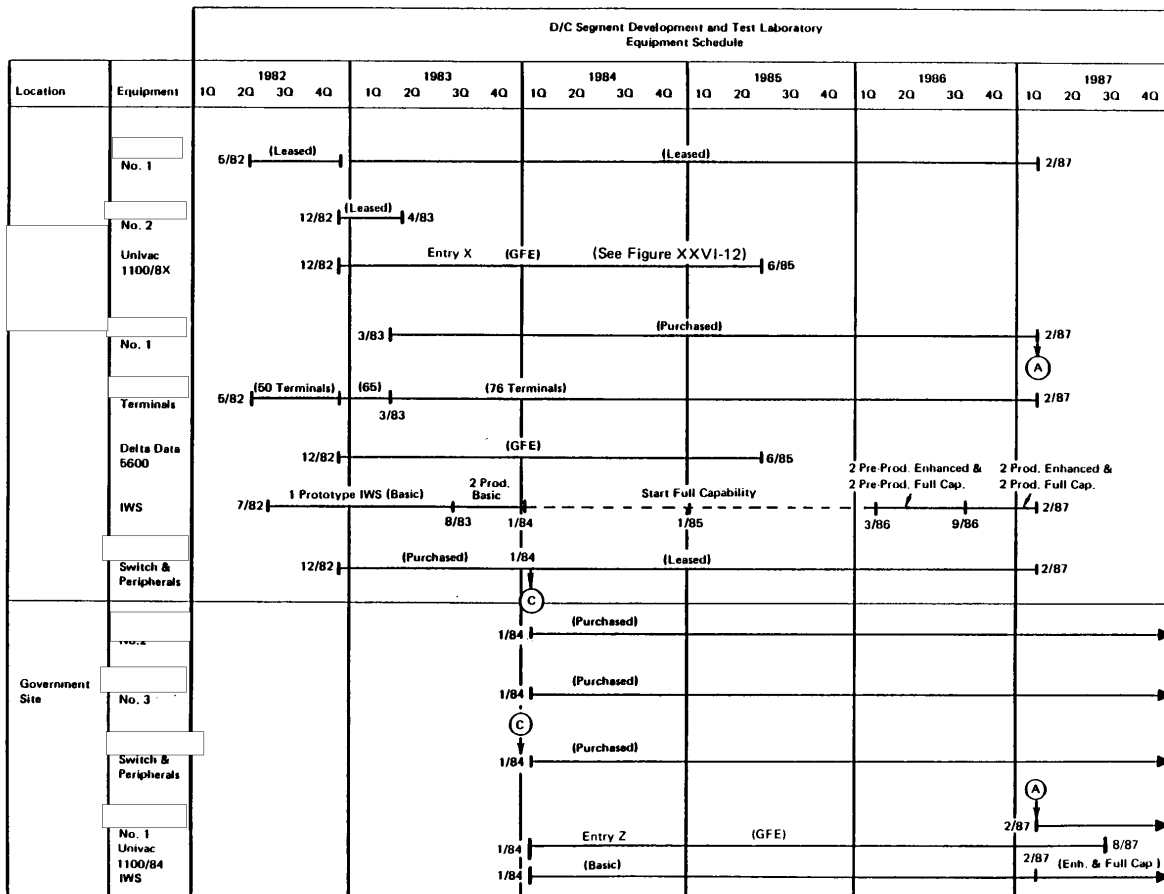 D/C Segment Development and Test Laboratory
Equipment Schedule
Location Equipment 1982 1983 1984 1985 1986 1987
1Q 2Q 3Q 4Q 1Q 2Q 3Q 4Q 1Q 2Q 3Q 4Q 1Q 2Q 3Q 4Q 1Q 2Q 3Q 4Q 1Q 2Q 3Q 4Q
No. 1 5/82 (Leased) (Leased) 2/87
No. 2 12/82 (Leased) 4/83
Univac
1100/8X 12/82 Entry X (GFE) (See Figure XXVI-12) 6/85
No. 1 3/83 (Purchased) 2/87
A
Terminals 5/82 (50 Terminals) (65) 3/83 (76 Terminals) 2/87
Delta Data
5600 12/82 (GFE) 6/85
IWS 7/82 1 Prototype IWS (Basic) 8/83 2 Prod.
Basic 1/84 Start Full Capability 1/85 3/86 2 Pre-Prod. Enhanced &
2 Pre-Prod. Full Cap. 9/86 2 Prod. Enhanced &
2 Prod. Full Cap. 2/87
Switch &
Peripherals 12/82 (Purchased) 1/84 (Leased) 2/87
C
Government
Site
No.2 1/84 (Purchased)
No. 3 1/84 (Purchased)
C
Switch &
Peripherals 1/84 (Purchased)
A
No. 1 2/87
Univac
1100/84 1/84 Entry Z (GFE) 8/87
IWS 1/84 (Basic) 2/87 (Enh. & Full Cap)